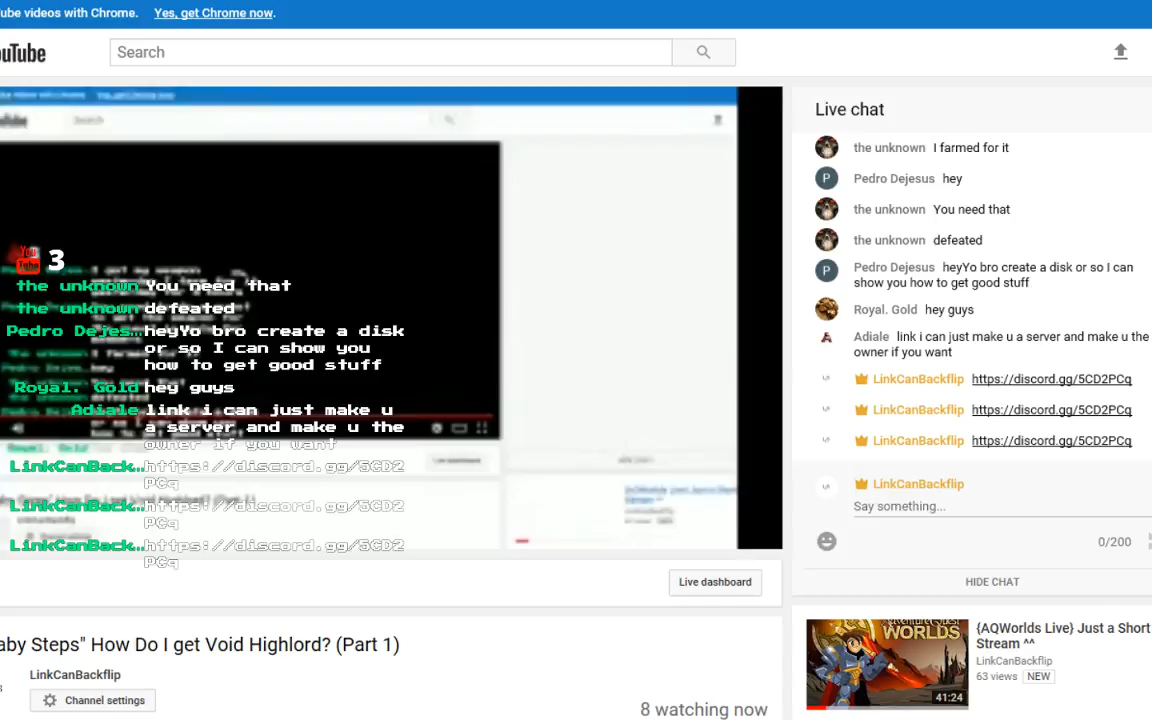 ube videos with Chrome. Yes, get Chrome now.
ouTube
Search
Search
3
the unknown You need that
the unknown defeated
Pedro Dejes... heyYo bro create a disk
or so I can show you
how to get good stuff
Royal. Gold hey guys
Adiale link i can just make u
a server and make u the
owner if you want
LinkCanBack... https://discord.gg/5CD2
PCq
LinkCanBack... https://discord.gg/5CD2
PCq
LinkCanBack... https://discord.gg/5CD2
PCq
Live dashboard
aby Steps" How Do I get Void Highlord? (Part 1)
LinkCanBackflip
Channel settings
8 watching now
Live chat
the unknown I farmed for it
Pedro Dejesus hey
the unknown You need that
the unknown defeated
Pedro Dejesus heyYo bro create a disk or so I can
show you how to get good stuff
Royal. Gold hey guys
Adiale link i can just make u a server and make u the
owner if you want
LinkCanBackflip https://discord.gg/5CD2PCq
LinkCanBackflip https://discord.gg/5CD2PCq
LinkCanBackflip https://discord.gg/5CD2PCq
LinkCanBackflip
Say something...
0/200
HIDE CHAT
WORLDS
41:24
{AQWorlds Live} Just a Short
Stream ^^
LinkCanBackflip
63 views NEW